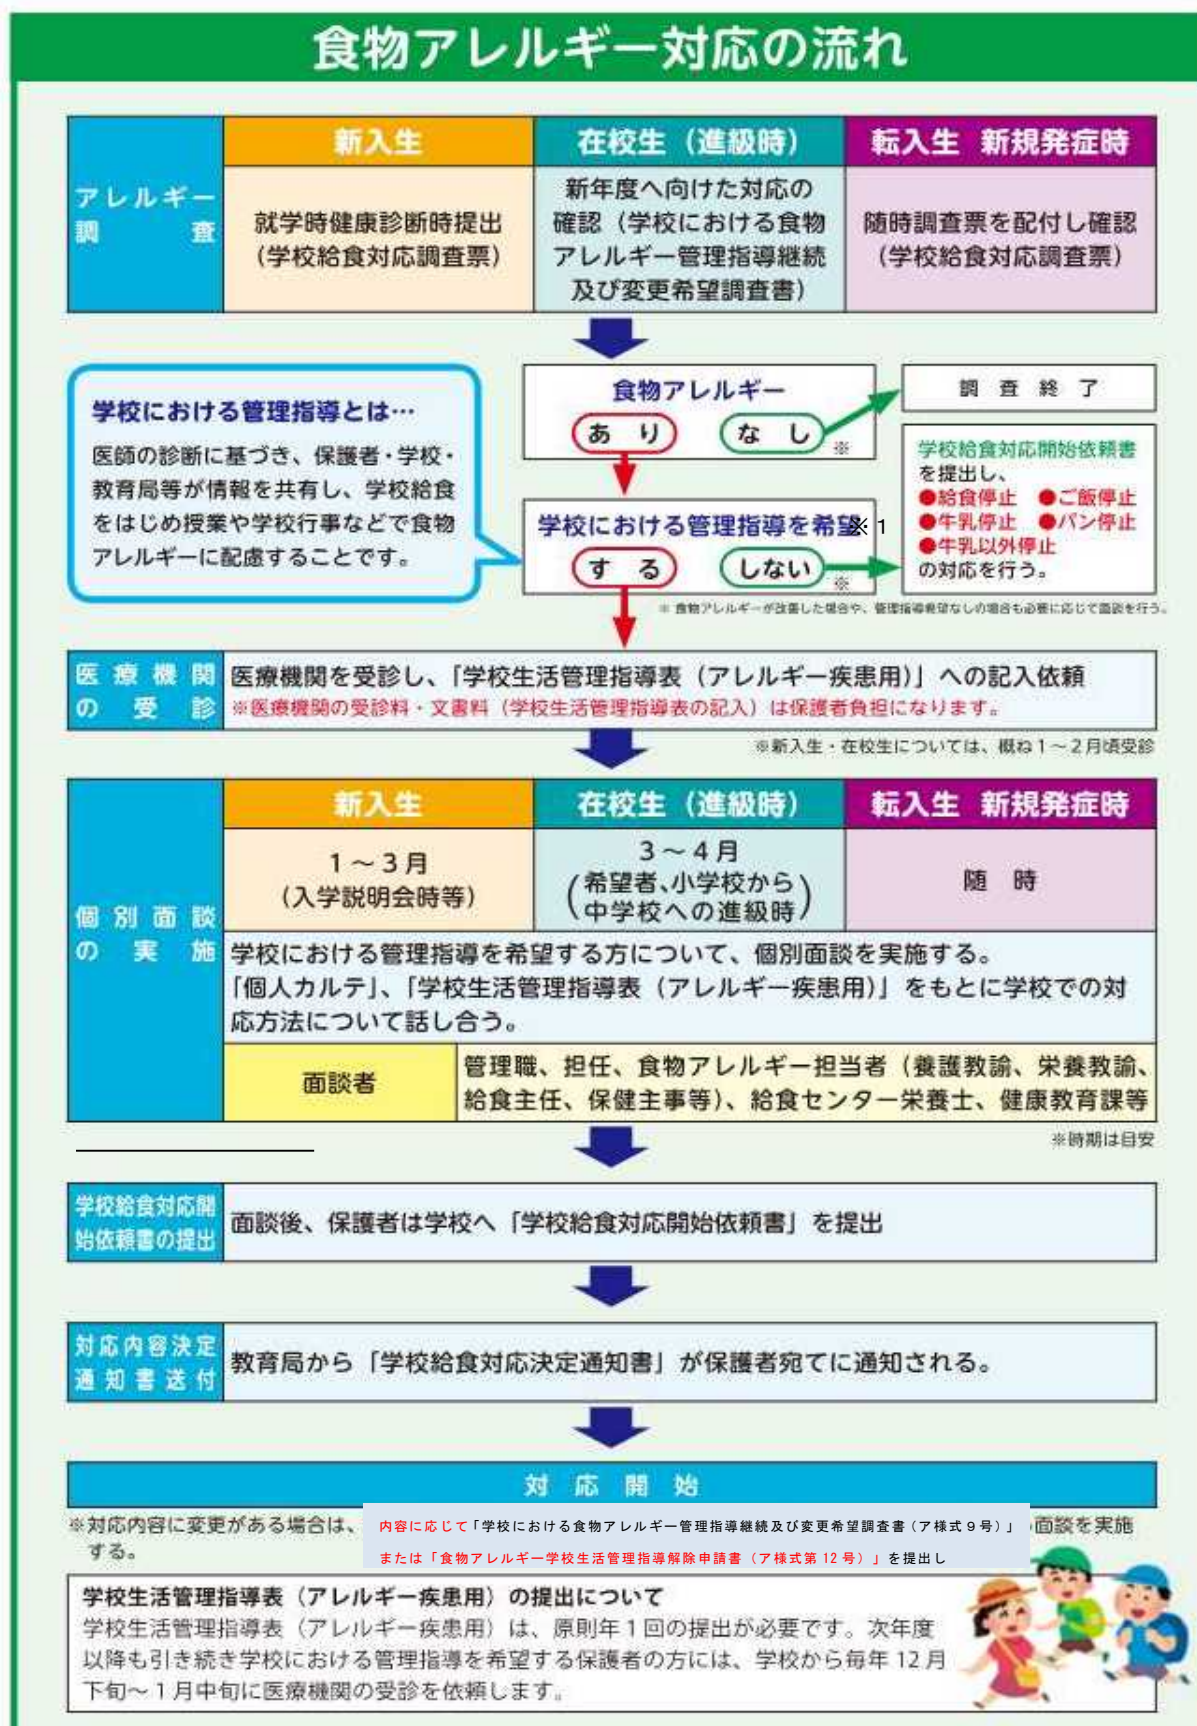 食物アレルギー対応の流れ
アレルギー
調査
新入生
就学時健康診断時提出
(学校給食対応調査票)
在校生（進級時）
新年度へ向けた対応の
確認（学校における食物
アレルギー管理指導継続
及び変更希望調査書）
転入生 新規発症時
随時調査票を配付し確認
(学校給食対応調査票)
学校における管理指導とは…
医師の診断に基づき、保護者・学校・
教育局等が情報を共有し、学校給食
をはじめ授業や学校行事などで食物
アレルギーに配慮することです。
食物アレルギー
あり なし ※
調査終了
学校における管理指導を希望※1
する しない ※
学校給食対応開始依頼書
を提出し、
●給食停止 ●ご飯停止
●牛乳停止 ●パン停止
●牛乳以外停止
の対応を行う。
※ 食物アレルギーが改善した場合や、管理指導希望なしの場合も必要に応じて面談を行う。
医療機関
の受診
医療機関を受診し、「学校生活管理指導表（アレルギー疾患用）」への記入依頼
※医療機関の受診料・文書料（学校生活管理指導表の記入）は保護者負担になります。
※新入生・在校生については、概ね1～2月頃受診
個別面談
の実施
新入生
1～3月
(入学説明会時等)
在校生（進級時）
3～4月
(希望者、小学校から
中学校への進級時)
転入生 新規発症時
随時
学校における管理指導を希望する方について、個別面談を実施する。
「個人カルテ」、「学校生活管理指導表（アレルギー疾患用）」をもとに学校での対
応方法について話し合う。
面談者
管理職、担任、食物アレルギー担当者（養護教諭、栄養教諭、
給食主任、保健主事等）、給食センター栄養士、健康教育課等
※時期は目安
学校給食対応開
始依頼書の提出
面談後、保護者は学校へ「学校給食対応開始依頼書」を提出
対応内容決定
通知書送付
教育局から「学校給食対応決定通知書」が保護者宛てに通知される。
対応開始
※対応内容に変更がある場合は、内容に応じて「学校における食物アレルギー管理指導継続及び変更希望調査書（ア様式９号）」
または「食物アレルギー学校生活管理指導解除申請書（ア様式第12号）」を提出し
面談を実施
する。
学校生活管理指導表（アレルギー疾患用）の提出について
学校生活管理指導表（アレルギー疾患用）は、原則年1回の提出が必要です。次年度
以降も引き続き学校における管理指導を希望する保護者の方には、学校から毎年12月
下旬～1月中旬に医療機関の受診を依頼します。